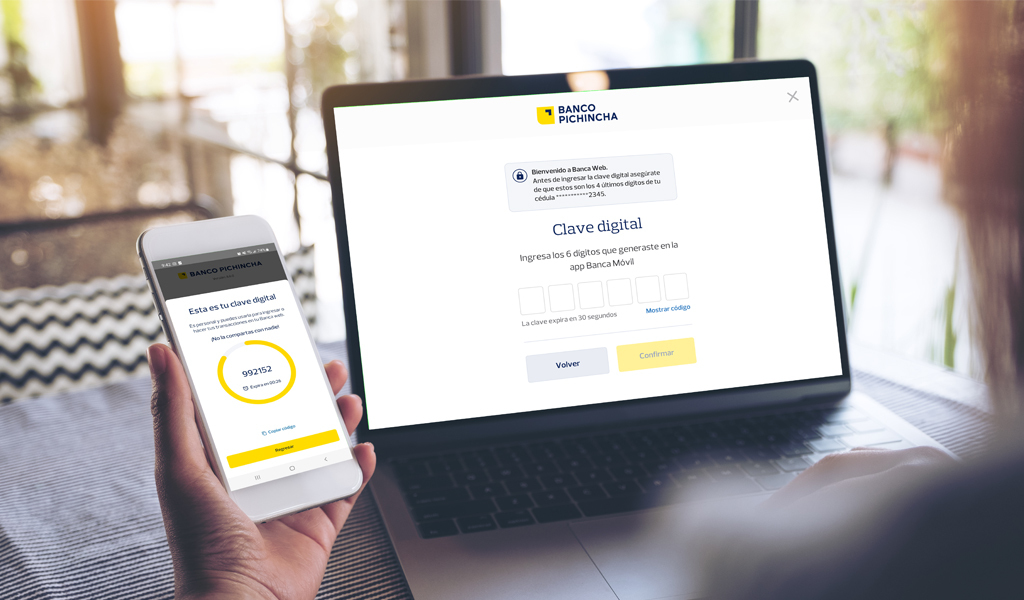 9:42
BANCO PICHINCHA
Esta es tu clave digital
Es personal y puedes usarla para ingresar o
hacer tus transacciones en tu Banca web.
¡No la compartas con nadie!
992152
Expira en 00:26
Copiar código
Regresar
BANCO
PICHINCHA
Bienvenido a Banca Web.
Antes de ingresar la clave digital asegúrate
de que estos son los 4 últimos dígitos de tu
cédula ***********2345.
Clave digital
Ingresa los 6 dígitos que generaste en la
app Banca Móvil
La clave expira en 30 segundos
Mostrar código
Volver
Confirmar